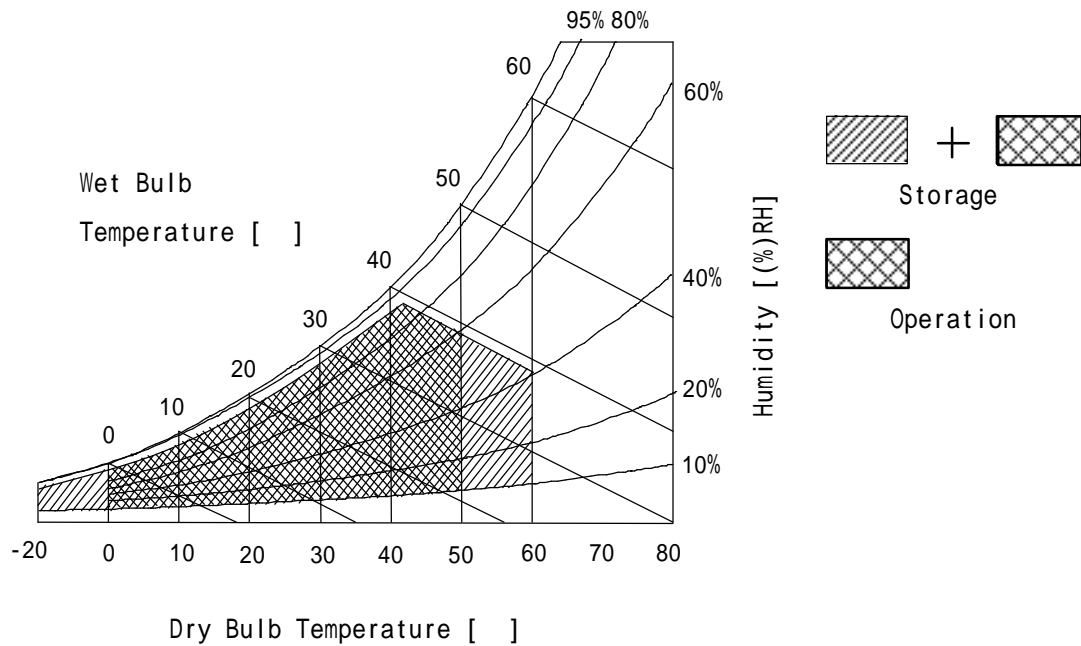 95% 80%
60
60%
50
Wet Bulb
Temperature [ ]
40
30
20
10
0
40%
20%
10%
Humidity [(%)RH]
-20 0 10 20 30 40 50 60 70 80
Dry Bulb Temperature [ ]
+
Storage
Operation